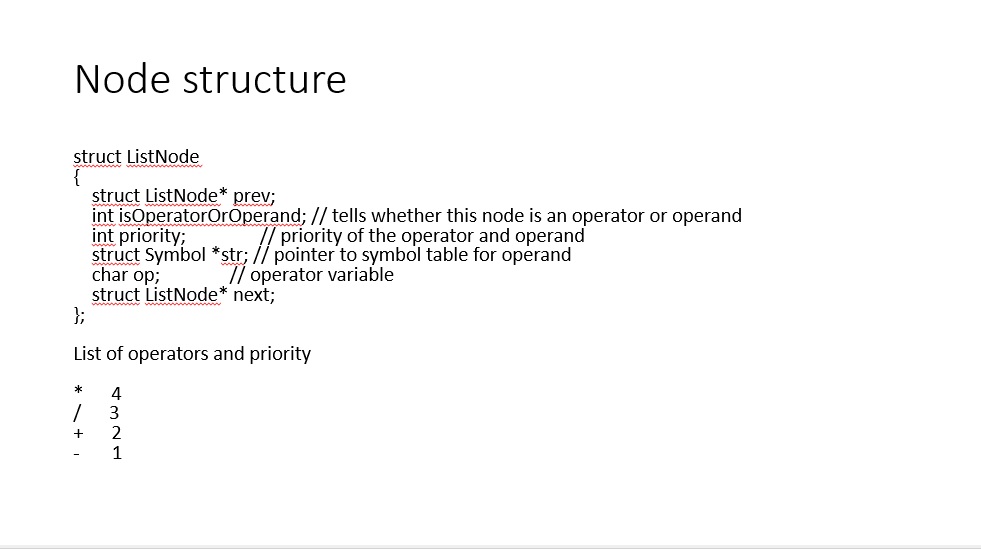 Node structure
struct ListNode
{
struct ListNode* prev;
int isOperatorOrOperand; // tells whether this node is an operator or operand
int priority; // priority of the operator and operand
struct Symbol *str; // pointer to symbol table for operand
char op; // operator variable
struct ListNode* next;
};
List of operators and priority
* 4
/ 3
+ 2
- 1